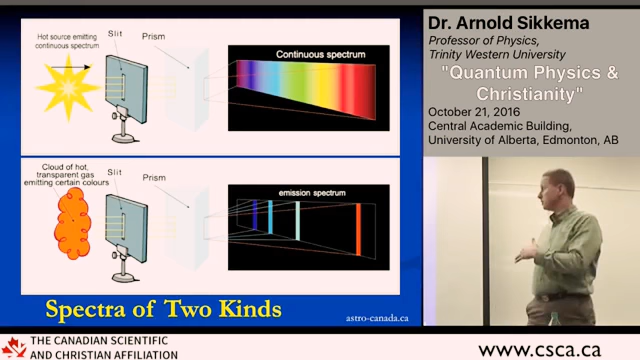 Hot source emitting
continuous spectrum
Slit
Prism
Continuous spectrum
Cloud of hot,
transparent gas
emitting certain colours
Slit
Prism
emission spectrum
Spectra of Two Kinds
astro-canada.ca
Dr. Arnold Sikkema
Professor of Physics,
Trinity Western University
"Quantum Physics &
Christianity"
October 21, 2016
Central Academic Building,
University of Alberta, Edmonton, AB
THE CANADIAN SCIENTIFIC
AND CHRISTIAN AFFILIATION
www.csca.ca